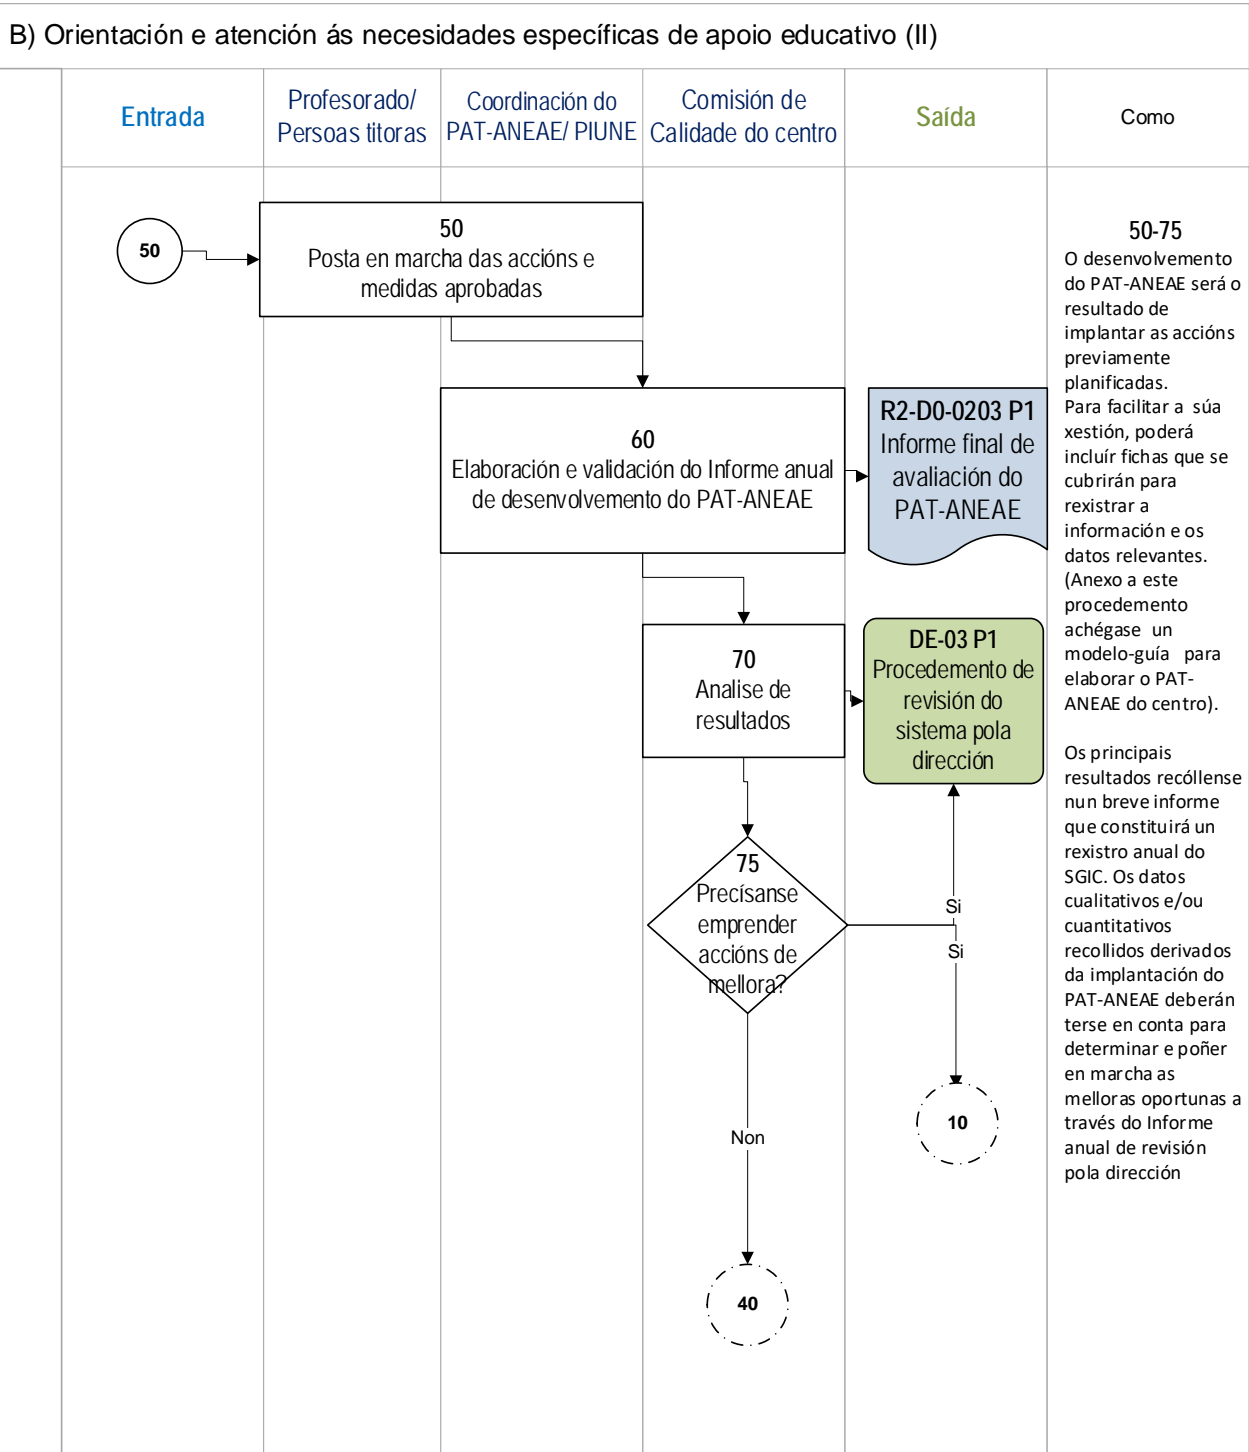 B) Orientación e atención ás necesidades específicas de apoio educativo (II)
Entrada
Profesorado/
Persoas titoras
Coordinación do
PAT-ANEAE/ PIUNE
Comisión de
Calidade do centro
Saída
Como
50
50
Posta en marcha das accións e
medidas aprobadas
60
Elaboración e validación do Informe anual
de desenvolvemento do PAT-ANEAE
R2-D0-0203 P1
Informe final de
avaliación do
PAT-ANEAE
70
Analise de
resultados
DE-03 P1
Procedemento de
revisión do
sistema pola
dirección
75
Precísanse
emprender
accións de
mellora?
Si
Si
Non
10
40
50-75
O desenvolvemento
do PAT-ANEAE será o
resultado de
implantar as accións
previamente
planificadas.
Para facilitar a súa
xestión, poderá
incluír fichas que se
cubrirán para
rexistrar a
información e os
datos relevantes.
(Anexo a este
procedemento
achégase un
modelo-guía para
elaborar o PAT-
ANEAE do centro).
Os principais
resultados recóllense
nun breve informe
que constituirá un
rexistro anual do
SGIC. Os datos
cualitativos e/ou
cuantitativos
recollidos derivados
da implantación do
PAT-ANEAE deberán
terse en conta para
determinar e poñer
en marcha as
melloras oportunas a
través do Informe
anual de revisión
pola dirección